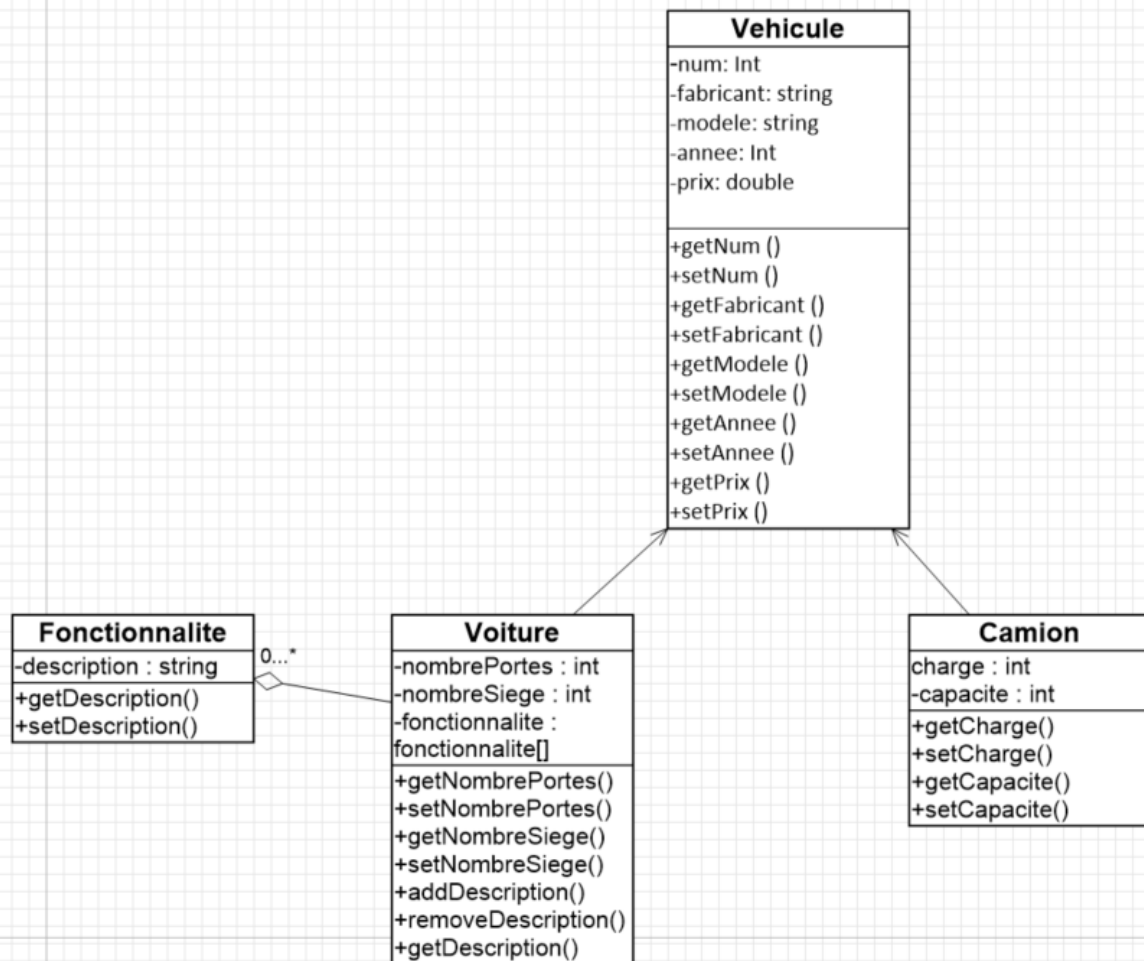 Vehicule
-num: Int
-fabricant: string
-modele: string
-annee: Int
-prix: double
+getNum ()
+setNum ()
+getFabricant ()
+setFabricant ()
+getModele ()
+setModele ()
+getAnnee ()
+setAnnee ()
+getPrix ()
+setPrix ()
Fonctionnalite
-description : string
+getDescription()
+setDescription()
0...*
Voiture
-nombrePortes : int
-nombreSiege : int
-fonctionnalite :
fonctionnalite[]
+getNombrePortes()
+setNombrePortes()
+getNombreSiege()
+setNombreSiege()
+addDescription()
+removeDescription()
+getDescription()
Camion
charge : int
-capacite : int
+getCharge()
+setCharge()
+getCapacite()
+setCapacite()